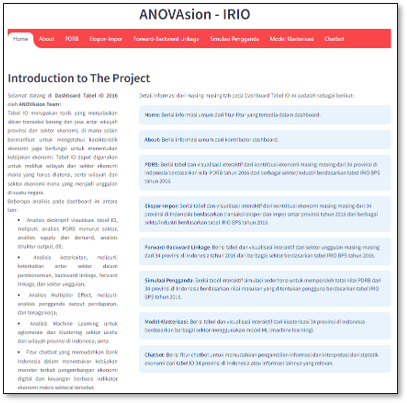 ANOVAsion - IRIO
Home About PDRB Ekspor-Impor Forward-Backward Linkage Simulasi Pengganda Model Klasterisasi Chatbot
Introduction to The Project
Selamat datang di Dashboard Tabel IO 2016
oleh ANOVAsion Team!
Tabel IO merupakan tools yang menjelaskan
aliran transaksi barang dan jasa antar wilayah
provinsi dan sektor ekonomi, di mana selain
bermanfaat untuk mengetahui karakteristik
ekonomi juga berfungsi untuk menentukan
kebijakan ekonomi. Tabel IO dapat digunakan
untuk melihat wilayah dan sektor ekonomi
mana yang harus diatensi, serta wilayah dan
sektor ekonomi mana yang menjadi unggulan
di suatu negara.
Beberapa analisis pada dashboard ini antara
lain:
• Analisis deskriptif visualisasi tabel IO,
meliputi analisis PDRB menurut sektor,
analisis supply dan demand, analisis
struktur output, dll;
• Analisis keterkaitan, meliputi:
keterkaitan antar sektor dalam
perekonomian, backward linkage, forward
linkage, dan sektor unggulan;
• Analisis Multiplier Effect, meliputi:
analisis pengganda output pendapatan,
dan tenaga kerja;
• Analisis Machine Learning untuk
aglomerasi dan klastering sektor usaha
dari wilayah provinsi di Indonesia; serta
• Fitur chatbot yang memudahkan Bank
Indonesia dalam menentukan kebijakan
moneter terkait pengembangan ekonomi
digital dan keuangan berbasis indikator
ekonomi makro sektoral tersebut.
Detail informasi dari masing-masing tab pada Dashboard Tabel IO ini adalah sebagai berikut:
Home: Berisi informasi umum dari fitur-fitur yang tersedia dalam dashboard.
About: Berisi informasi umum dari kontributor dashboard.
PDRB: Berisi tabel dan visualisasi interaktif dari kontribusi ekonomi masing-masing dari 34 provinsi di
Indonesia berdasarkan nilai PDRB tahun 2016 dari berbagai sektor/industri berdasarkan tabel IRIO BPS
tahun 2016.
Ekspor-Impor: Berisi tabel dan visualisasi interaktif dari kontribusi ekonomi masing-masing dari 34
provinsi di Indonesia berdasarkan transaksi ekspor dan impor antar provinsi tahun 2016 dari berbagai
sektor/industri berdasarkan tabel IRIO BPS tahun 2016.
Forward-Backward Linkage: Berisi tabel dan visualisasi interaktif dari sektor unggulan masing-masing
dari 34 provinsi di Indonesia tahun 2016 dari berbagai sektor berdasarkan tabel IRIO BPS tahun 2016.
Simulasi Pengganda: Berisi tabel interaktif simulasi sederhana untuk memperoleh total nilai PDRB dari
34 provinsi di Indonesia berdasarkan nilai masukan yang ditentukan pengguna berdasarkan tabel IRIO
BPS tahun 2016.
Model Klasterisasi: Berisi tabel dan visualisasi interaktif dari klasterisasi 34 provinsi di Indonesia
berdasarkan berbagai sektor menggunakan model ML (machine learning).
Chatbot: Berisi fitur chatbot untuk memudahkan pengambilan informasi dan interpretasi dari statistik
ekonomi dari tabel IO 34 provinsi di Indonesia atau informasi lainnya yang relevan.